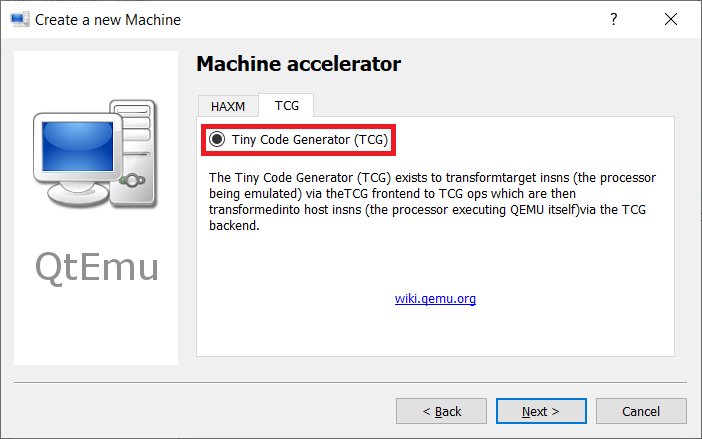 Create a new Machine
?
Machine accelerator
HAXM
TCG
Tiny Code Generator (TCG)
The Tiny Code Generator (TCG) exists to transformtarget insns (the processor
being emulated) via theTCG frontend to TCG ops which are then
transformedinto host insns (the processor executing QEMU itself)via the TCG
backend.
QtEmu
wiki.qemu.org
< Back
Next >
Cancel